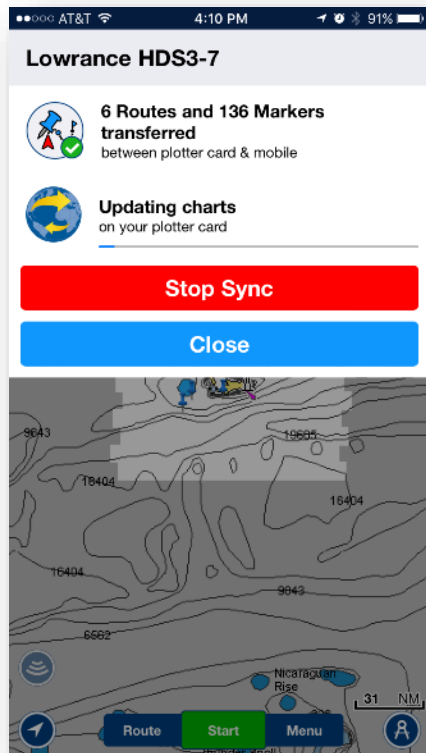 AT&T 4:10 PM 91%
Lowrance HDS3-7
6 Routes and 136 Markers
transferred
between plotter card & mobile
Updating charts
on your plotter card
Stop Sync
Close
9843
19685
16404
16404
16404
9843
6562
Nicaraguan
Rise
31 NM
Route Start Menu